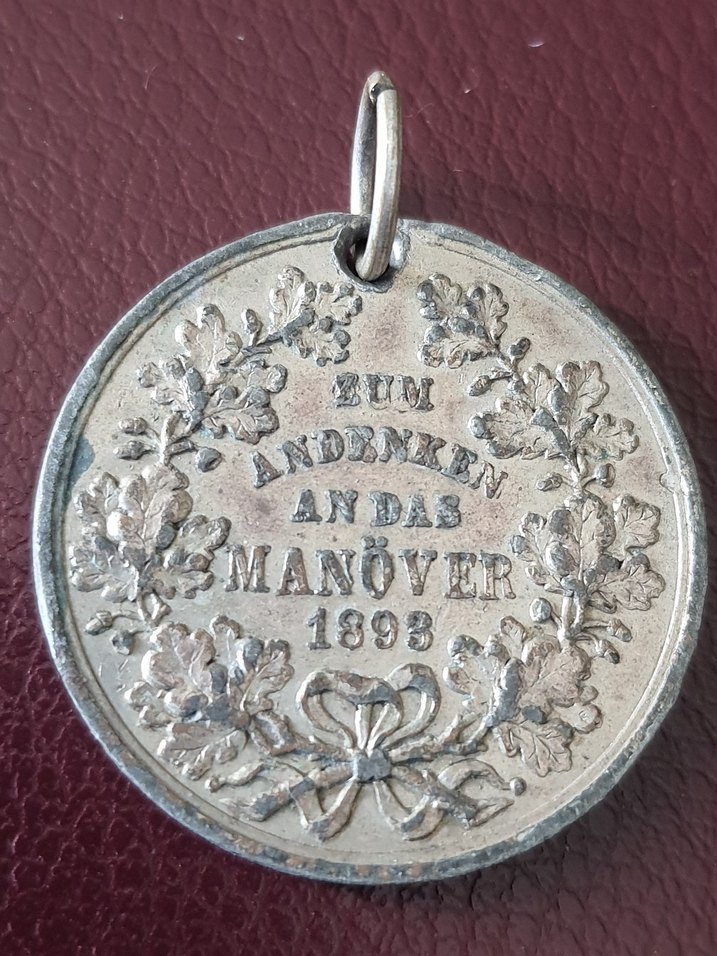 ZUM
ANDENKEN
AN DAS
MANÖVER
1893